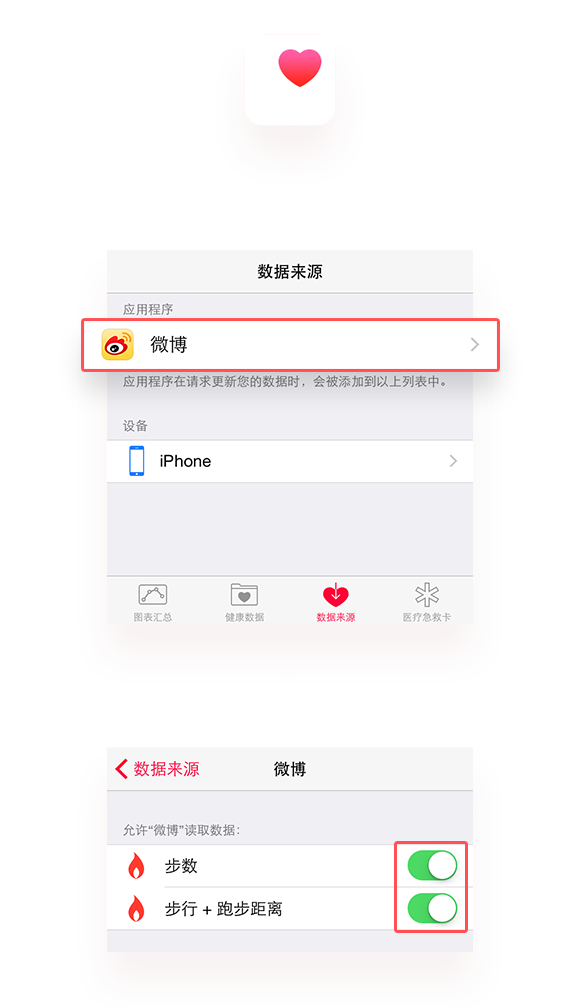 数据来源
应用程序
微博
应用程序在请求更新您的数据时，会被添加到以上列表中。
设备
iPhone
图表汇总 健康数据 数据来源 医疗急救卡
数据来源 微博
允许“微博”读取数据：
步数
步行 + 跑步距离